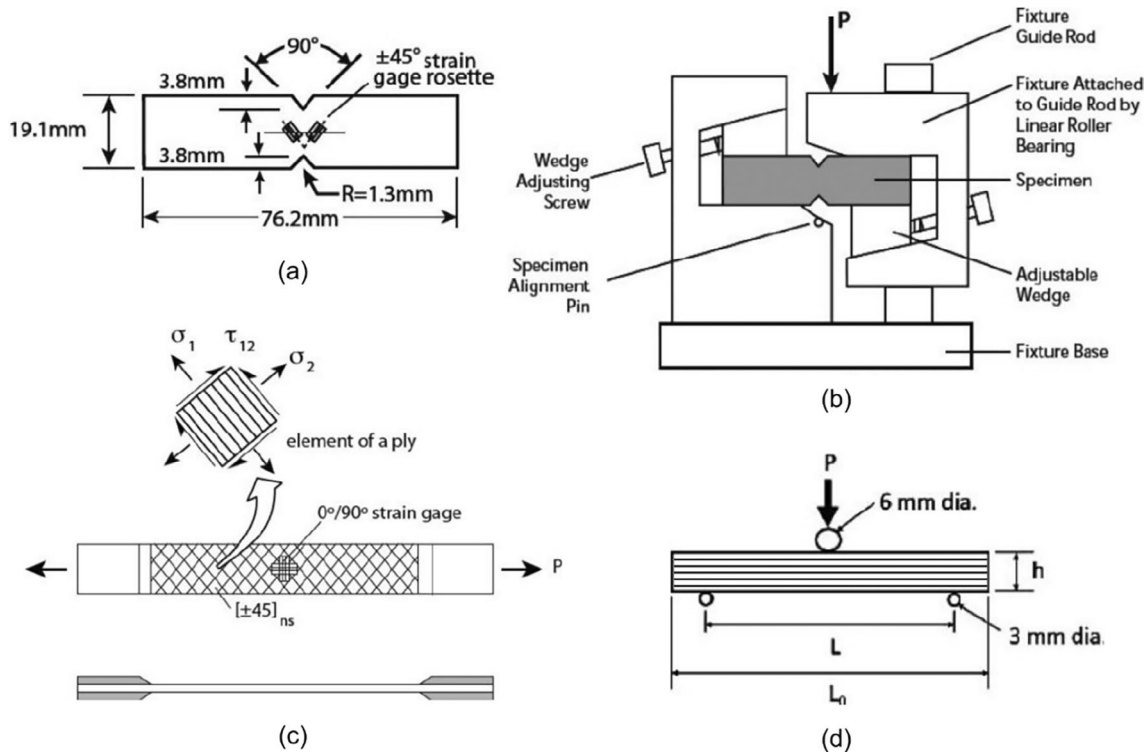 90°
±45° strain
gage rosette
3.8mm
19.1mm
3.8mm
R=1.3mm
76.2mm
(a)
P
Fixture
Guide Rod
Fixture Attached
to Guide Rod by
Linear Roller
Bearing
Wedge
Adjusting
Screw
Specimen
Specimen
Alignment
Pin
Adjustable
Wedge
Fixture Base
(b)
σ1
τ12
σ2
element of a ply
0°/90° strain gage
P
[±45]ns
(c)
P
6 mm dia.
h
3 mm dia.
L
L0
(d)